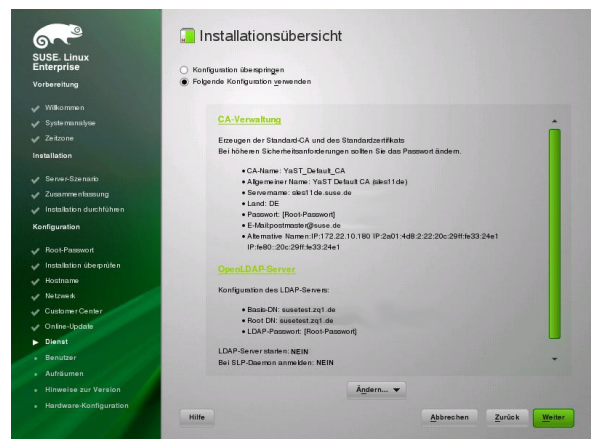 SUSE. Linux
Enterprise
Vorbereitung
Willkommen
Systemanalyse
Zeitzone
Installation
Server-Szenario
Zusammenfassung
Installation durchführen
Konfiguration
Root-Passwort
Installation überprüfen
Hostname
Netzwerk
Customer Center
Online-Update
Dienst
Benutzer
Aufräumen
Hinweise zur Version
Hardware-Konfiguration
Installationsübersicht
Konfiguration überspringen
Folgende Konfiguration verwenden
CA-Verwaltung
Erzeugen der Standard-CA und des Standardzertifikats
Bei höheren Sicherheitsanforderungen sollten Sie das Passwort ändern.
• CA-Name: YaST_Default_CA
• Allgemeiner Name: YaST Default CA (sles11de)
• Servername: sles11de.suse.de
• Land: DE
• Passwort: [Root-Passwort]
• E-Mail:postmaster@suse.de
• Alternative Namen:IP:172.22.10.180 IP:2a01:4d8:2:22:20c:29ff:fe33:24e1
IP:fe80::20c:29ff:fe33:24e1
OpenLDAP-Server
Konfiguration des LDAP-Servers:
• Basis-DN: susetest.zq1.de
• Root DN: susetest.zq1.de
• LDAP-Passwort: [Root-Passwort]
LDAP-Server starten: NEIN
Bei SLP-Daemon anmelden: NEIN
Ändern...
Hilfe
Abbrechen
Zurück
Weiter